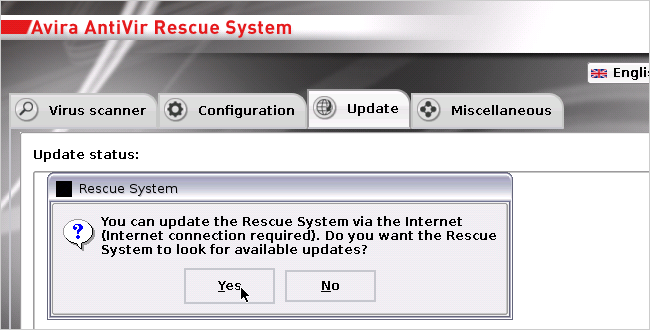 Avira AntiVir Rescue System
Virus scanner
Configuration
Update
Miscellaneous
Update status:
Rescue System
You can update the Rescue System via the Internet
(Internet connection required). Do you want the Rescue
System to look for available updates?
Yes
No